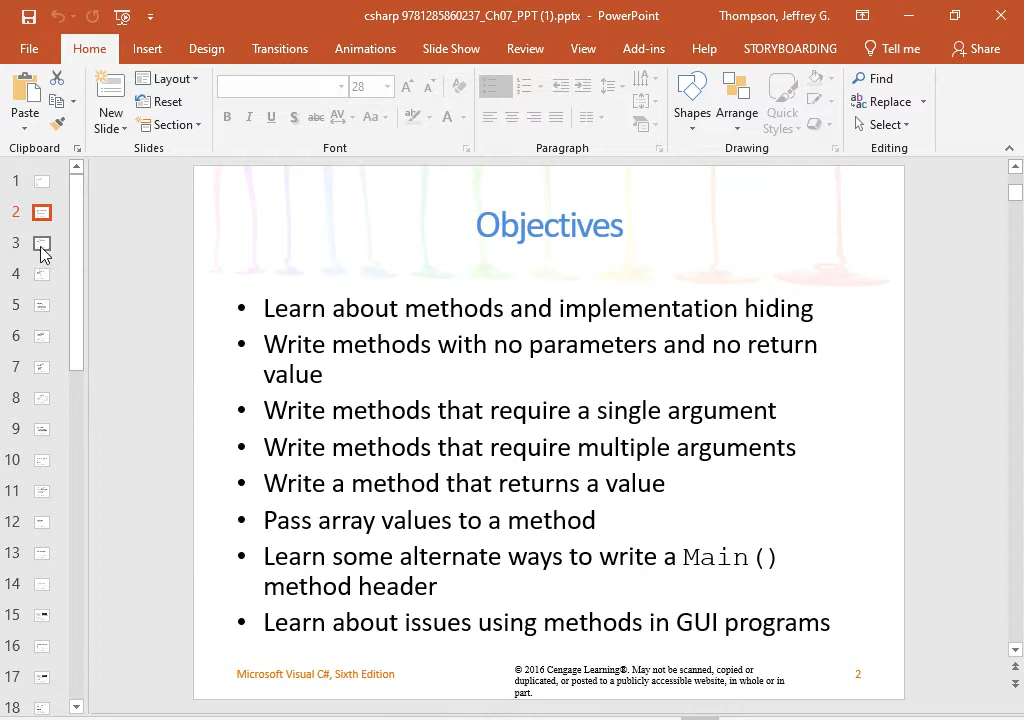 csharp 9781285860237_Ch07_PPT (1).pptx - PowerPoint
Thompson, Jeffrey G.
File Home Insert Design Transitions Animations Slide Show Review View Add-ins Help STORYBOARDING Tell me Share
Paste
Clipboard
New
Slide
Layout
Reset
Section
Slides
28
B I U S abc AV Aa A
Font
Paragraph
Shapes
Arrange
Quick
Styles
Drawing
Find
Replace
Select
Editing
1
2
3
4
5
6
7
8
9
10
11
12
13
14
15
16
17
18
Objectives
• Learn about methods and implementation hiding
• Write methods with no parameters and no return
value
• Write methods that require a single argument
• Write methods that require multiple arguments
• Write a method that returns a value
• Pass array values to a method
• Learn some alternate ways to write a Main()
method header
• Learn about issues using methods in GUI programs
Microsoft Visual C#, Sixth Edition
© 2016 Cengage Learning®. May not be scanned, copied or
duplicated, or posted to a publicly accessible website, in whole or in
part.
2